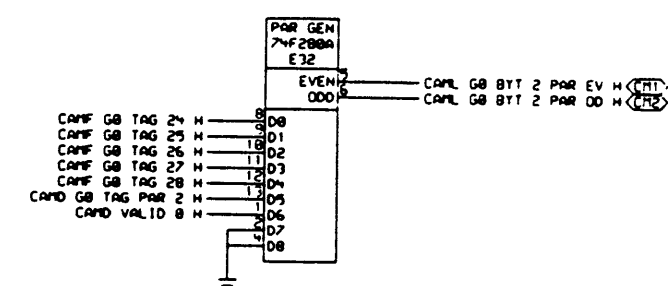 PAR GEN
74F280A
E32
EVEN 5 CAML G0 BYT 2 PAR EV H CM1
ODD 6 CAML G0 BYT 2 PAR OD H CM2
CAMF G0 TAG 24 H 8 D0
CAMF G0 TAG 25 H 9 D1
CAMF G0 TAG 26 H 10 D2
CAMF G0 TAG 27 H 11 D3
CAMF G0 TAG 28 H 12 D4
CAMD G0 TAG PAR 2 H 13 D5
CAMD VALID 0 H 1 D6
2 D7
4 D8